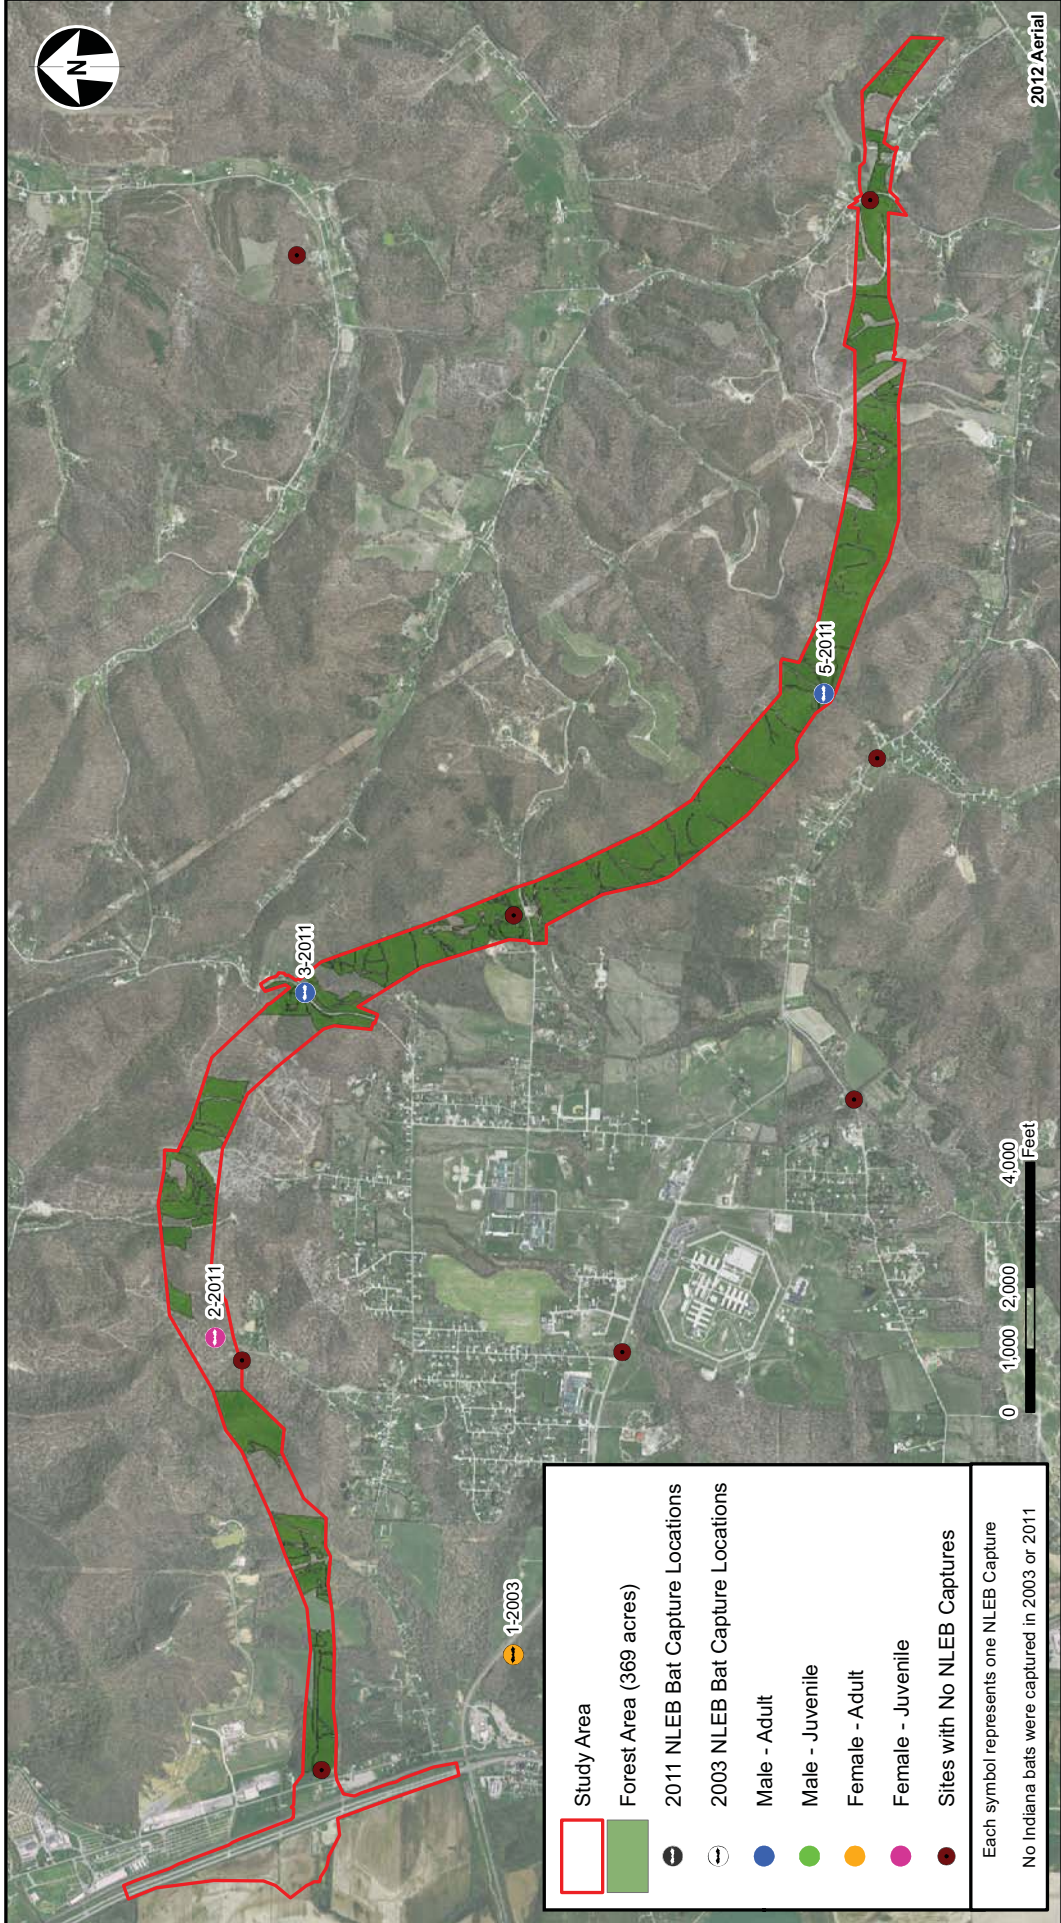 N
2-2011
3-2011
5-2011
1-2003
Study Area
Forest Area (369 acres)
2011 NLEB Bat Capture Locations
2003 NLEB Bat Capture Locations
Male - Adult
Male - Juvenile
Female - Adult
Female - Juvenile
Sites with No NLEB Captures
Each symbol represents one NLEB Capture
No Indiana bats were captured in 2003 or 2011
0 1,000 2,000 4,000
Feet
2012 Aerial